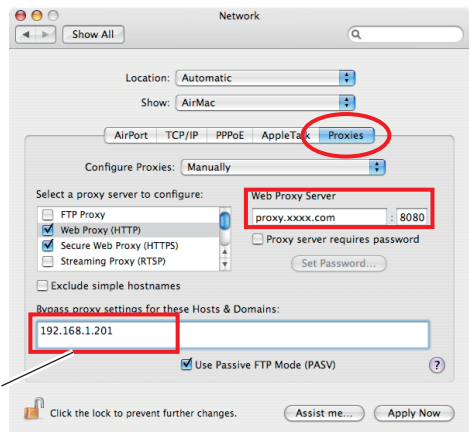 Network
Show All
Location: Automatic
Show: AirMac
AirPort TCP/IP PPPoE AppleTalk Proxies
Configure Proxies: Manually
Select a proxy server to configure: Web Proxy Server
FTP Proxy
proxy.xxxx.com : 8080
Web Proxy (HTTP)
Secure Web Proxy (HTTPS) Proxy server requires password
Streaming Proxy (RTSP) Set Password...
Exclude simple hostnames
Bypass proxy settings for these Hosts & Domains:
192.168.1.201
Use Passive FTP Mode (PASV) ?
Click the lock to prevent further changes. Assist me... Apply Now